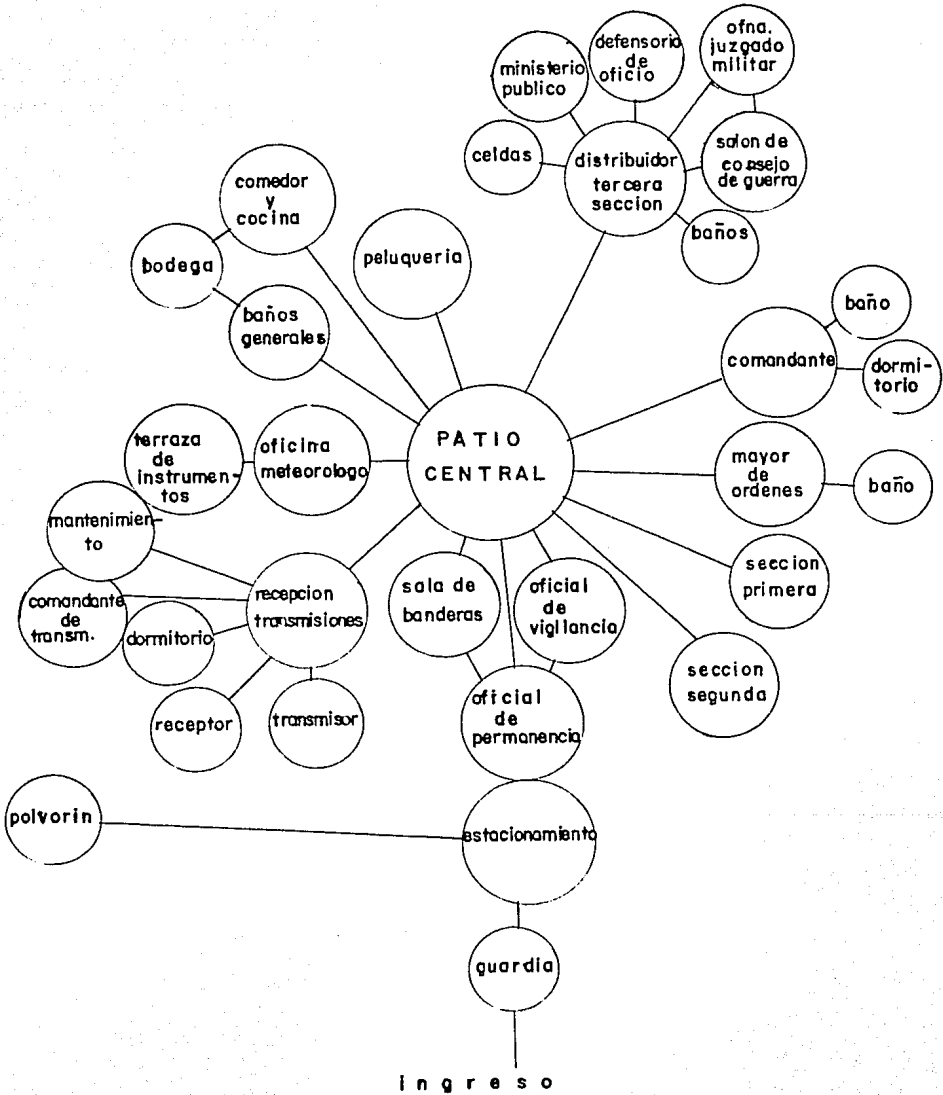 ofna.
juzgado
militar
defensoria
de
oficio
ministerio
publico
celdas
distribuidor
tercera
seccion
salon de
consejo
de guerra
baños
comedor
y
cocina
bodega
baños
generales
peluqueria
baño
comandante
dormi-
torio
PATIO
CENTRAL
terraza
de
instrumen-
tos
oficina
meteorologo
mayor
de
ordenes
baño
mantenimien-
to
comandante
de
transm.
dormitorio
recepcion
transmisiones
receptor
transmisor
sala de
banderas
oficial
de
vigilancia
seccion
primera
seccion
segunda
oficial
de
permanencia
polvorin
estacionamiento
guardia
ingreso